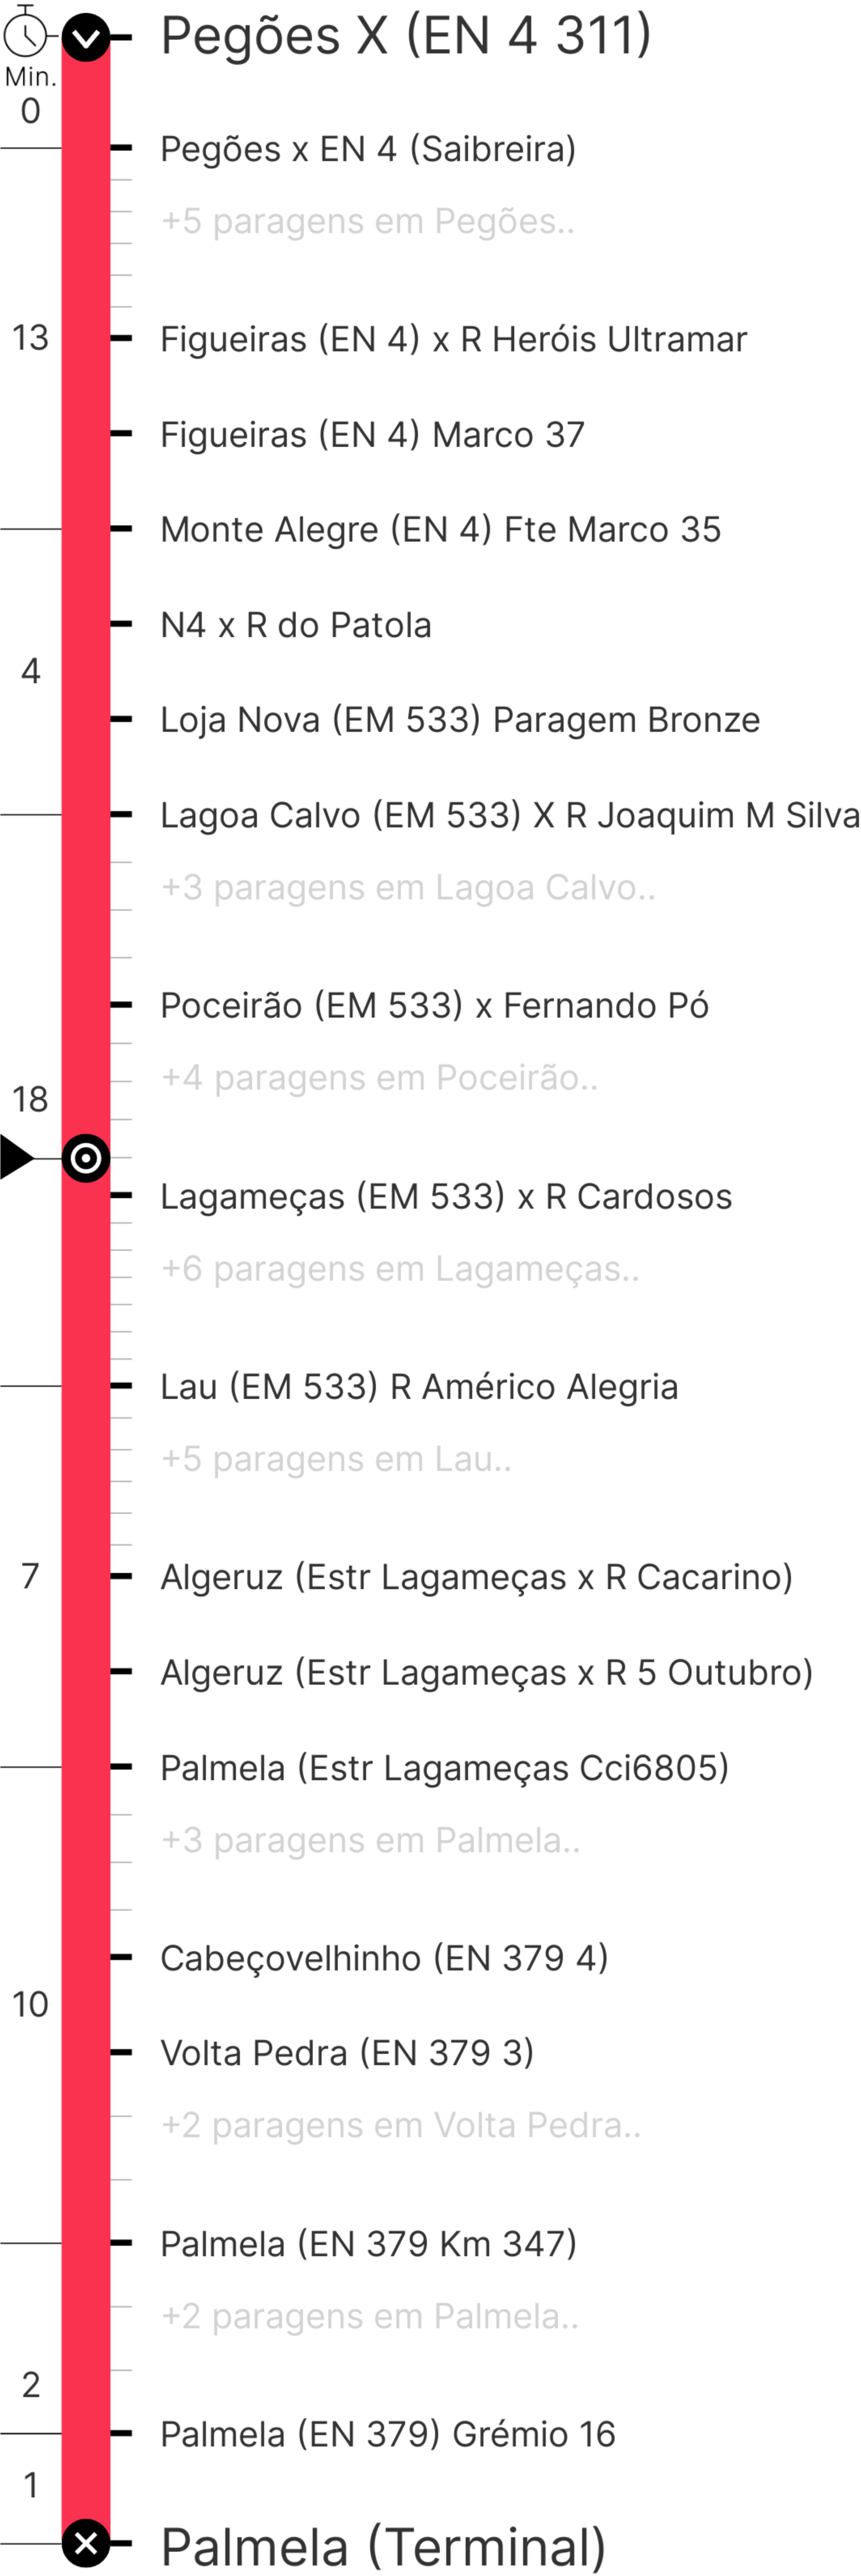 Pegões X (EN 4 311)
Min.
0
Pegões x EN 4 (Saibreira)
+5 paragens em Pegões..
13
Figueiras (EN 4) x R Heróis Ultramar
Figueiras (EN 4) Marco 37
Monte Alegre (EN 4) Fte Marco 35
N4 x R do Patola
4
Loja Nova (EM 533) Paragem Bronze
Lagoa Calvo (EM 533) X R Joaquim M Silva
+3 paragens em Lagoa Calvo..
Poceirão (EM 533) x Fernando Pó
+4 paragens em Poceirão..
18
Lagameças (EM 533) x R Cardosos
+6 paragens em Lagameças..
Lau (EM 533) R Américo Alegria
+5 paragens em Lau..
7
Algeruz (Estr Lagameças x R Cacarino)
Algeruz (Estr Lagameças x R 5 Outubro)
Palmela (Estr Lagameças Cci6805)
+3 paragens em Palmela..
Cabeçovelhinho (EN 379 4)
10
Volta Pedra (EN 379 3)
+2 paragens em Volta Pedra..
Palmela (EN 379 Km 347)
+2 paragens em Palmela..
2
Palmela (EN 379) Grémio 16
1
Palmela (Terminal)